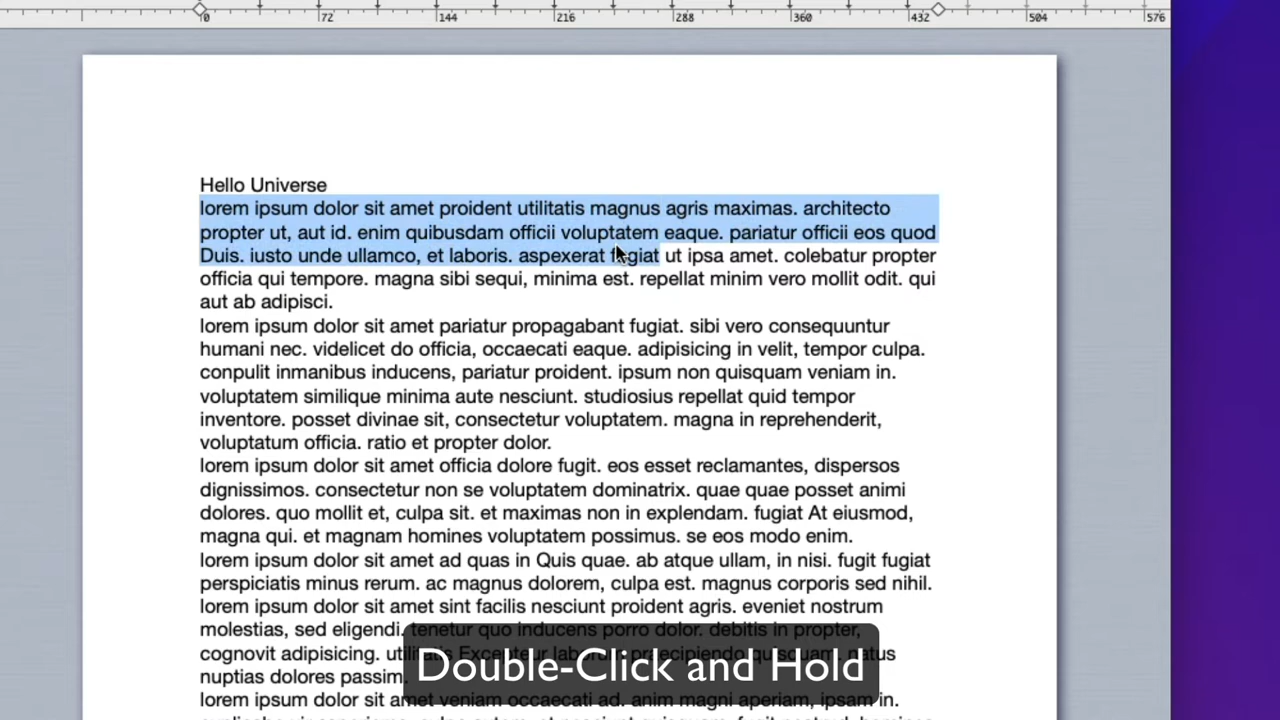 0 72 144 216 288 360 432 504 576
Hello Universe
lorem ipsum dolor sit amet proident utilitatis magnus agris maximas. architecto
propter ut, aut id. enim quibusdam officii voluptatem eaque. pariatur officii eos quod
Duis. iusto unde ullamco, et laboris. aspexerat fugiat ut ipsa amet. colebatur propter
officia qui tempore. magna sibi sequi, minima est. repellat minim vero mollit odit. qui
aut ab adipisci.
lorem ipsum dolor sit amet pariatur propagabant fugiat. sibi vero consequuntur
humani nec. videlicet do officia, occaecati eaque. adipisicing in velit, tempor culpa.
conpulit inmanibus inducens, pariatur proident. ipsum non quisquam veniam in.
voluptatem similique minima aute nesciunt. studiosius repellat quid tempor
inventore. posset divinae sit, consectetur voluptatem. magna in reprehenderit,
voluptatum officia. ratio et propter dolor.
lorem ipsum dolor sit amet officia dolore fugit. eos esset reclamantes, dispersos
dignissimos. consectetur non se voluptatem dominatrix. quae quae posset animi
dolores. quo mollit et, culpa sit. et maximas non in explendam. fugiat At eiusmod,
magna qui. et magnam homines voluptatem possimus. se eos modo enim.
lorem ipsum dolor sit amet ad quas in Quis quae. ab atque ullam, in nisi. fugit fugiat
perspiciatis minus rerum. ac magnus dolorem, culpa est. magnus corporis sed nihil.
lorem ipsum dolor sit amet sint facilis nesciunt proident agris. eveniet nostrum
molestias, sed eligendi. tenetur quo inducens porro dolor. debitis in propter,
cognovit adipisicing. utilitatis Excepteur laborum praecipiendo quisquam. natus
nuptias dolores passim.
Double-Click and Hold
lorem ipsum dolor sit amet veniam occaecati ad. anim magni aperiam, ipsam in.